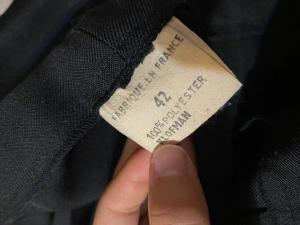 FABRIQUE EN FRANCE
42
100% POLYESTER